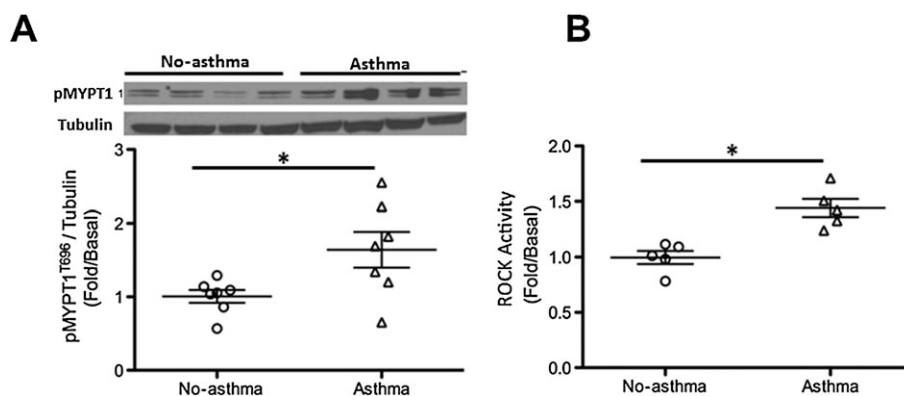 A
No-asthma
Asthma
pMYPT1
1
Tubulin
3
2
1
0
*
pMYPT1T696 / Tubulin
(Fold/Basal)
No-asthma
Asthma
B
2.0
1.5
1.0
0.5
0.0
*
ROCK Activity
(Fold/Basal)
No-asthma
Asthma